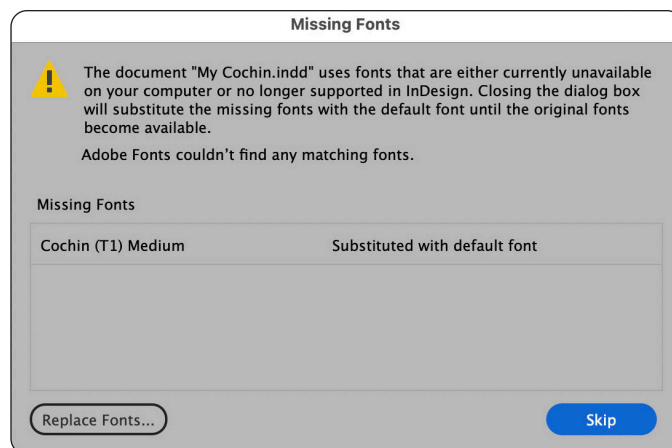 Missing Fonts
The document "My Cochin.indd" uses fonts that are either currently unavailable
on your computer or no longer supported in InDesign. Closing the dialog box
will substitute the missing fonts with the default font until the original fonts
become available.
Adobe Fonts couldn’t find any matching fonts.
Missing Fonts
Cochin (T1) Medium Substituted with default font
Replace Fonts... Skip